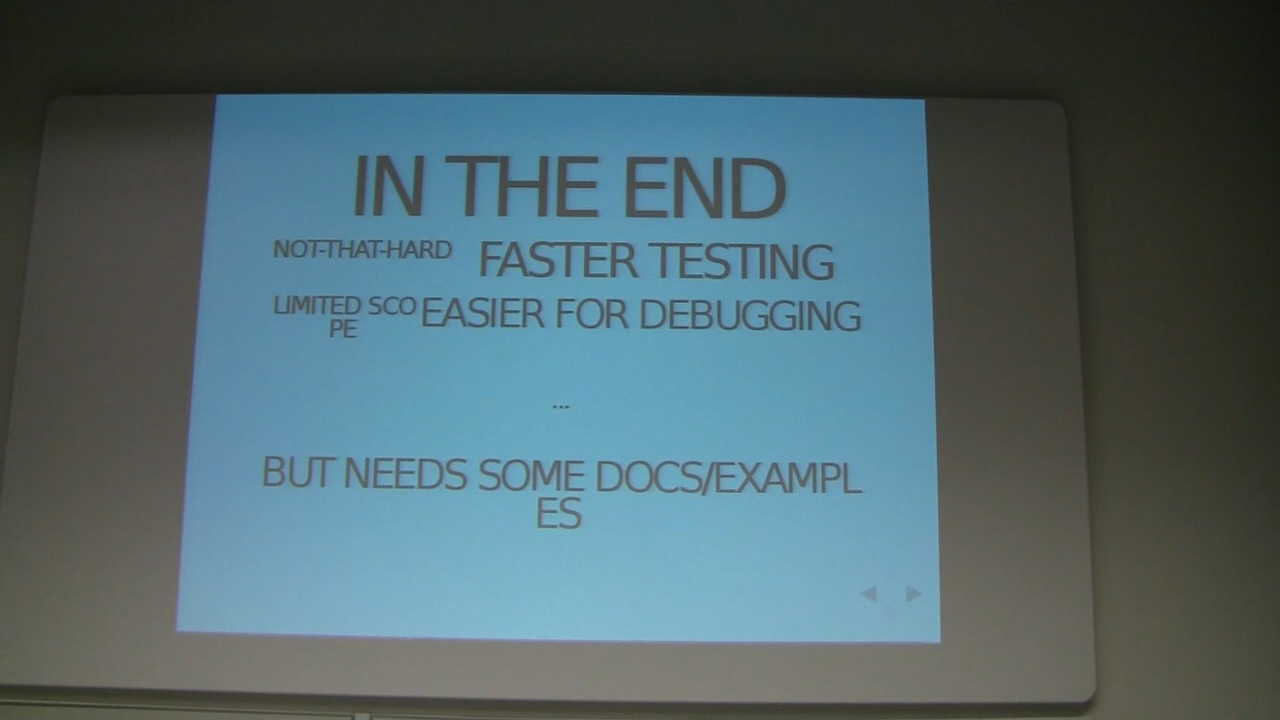 IN THE END
NOT-THAT-HARD FASTER TESTING
LIMITED SCO EASIER FOR DEBUGGING
PE
...
BUT NEEDS SOME DOCS/EXAMPL
ES